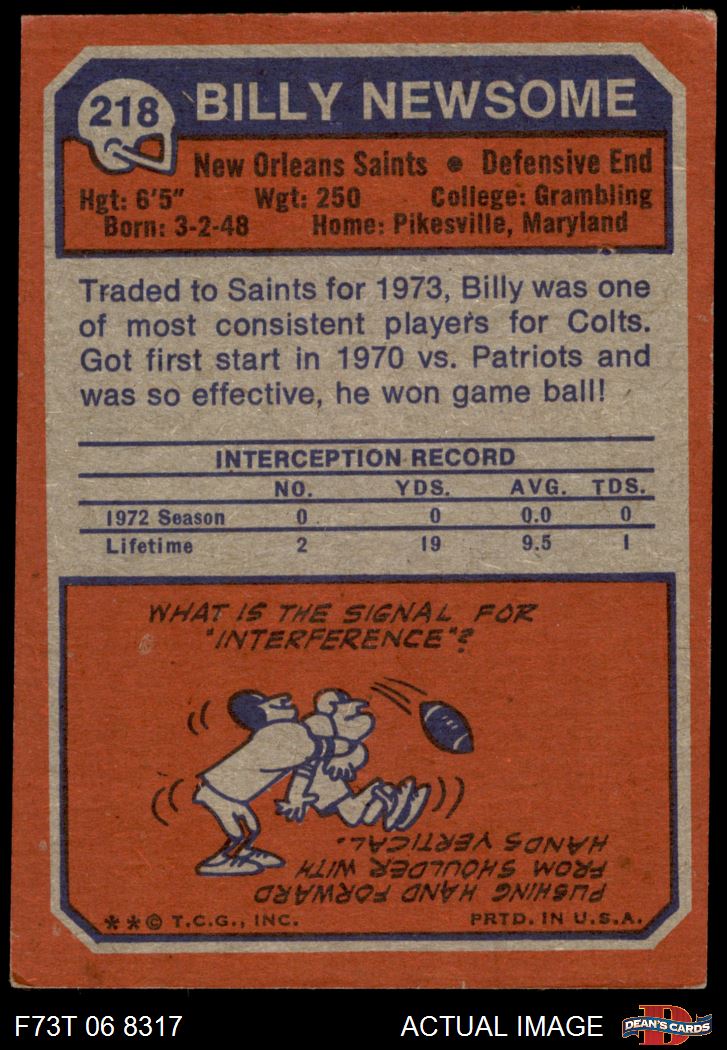 218
BILLY NEWSOME
New Orleans Saints • Defensive End
Hgt: 6'5" Wgt: 250 College: Grambling
Born: 3-2-48 Home: Pikesville, Maryland
Traded to Saints for 1973, Billy was one
of most consistent players for Colts.
Got first start in 1970 vs. Patriots and
was so effective, he won game ball!
INTERCEPTION RECORD
NO. YDS. AVG. TDS.
1972 Season 0 0 0.0 0
Lifetime 2 19 9.5 1
WHAT IS THE SIGNAL FOR
"INTERFERENCE"?
PUSHING HAND FORWARD
FROM SHOULDER WITH
HANDS VERTICAL.
**© T.C.G., INC. PRTD. IN U.S.A.
F73T 06 8317 ACTUAL IMAGE
D
DEAN'S CARDS